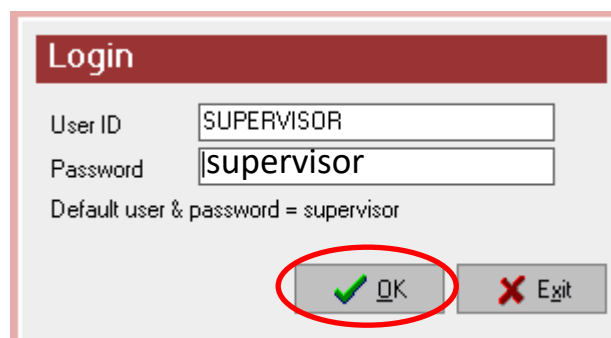 Login
User ID SUPERVISOR
Password supervisor
Default user & password = supervisor
OK Exit